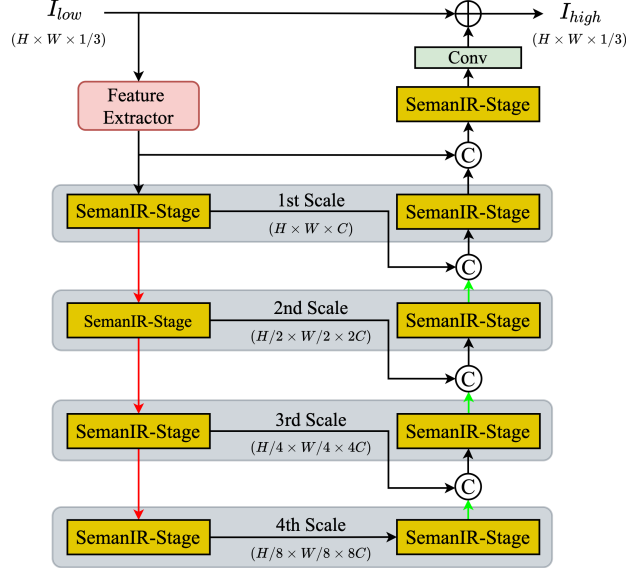 I_low
I_high
(H × W × 1/3)
(H × W × 1/3)
Conv
Feature
Extractor
SemanIR-Stage
C
1st Scale
SemanIR-Stage
SemanIR-Stage
(H × W × C)
C
2nd Scale
SemanIR-Stage
SemanIR-Stage
(H/2 × W/2 × 2C)
C
3rd Scale
SemanIR-Stage
SemanIR-Stage
(H/4 × W/4 × 4C)
C
4th Scale
SemanIR-Stage
SemanIR-Stage
(H/8 × W/8 × 8C)